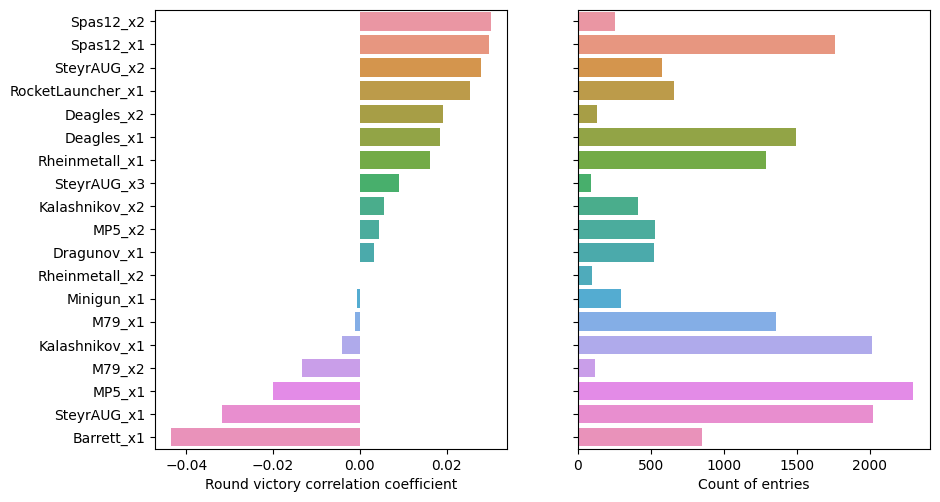 Spas12_x2
Spas12_x1
SteyrAUG_x2
RocketLauncher_x1
Deagles_x2
Deagles_x1
Rheinmetall_x1
SteyrAUG_x3
Kalashnikov_x2
MP5_x2
Dragunov_x1
Rheinmetall_x2
Minigun_x1
M79_x1
Kalashnikov_x1
M79_x2
MP5_x1
SteyrAUG_x1
Barrett_x1
−0.04 −0.02 0.00 0.02
Round victory correlation coefficient
0 500 1000 1500 2000
Count of entries